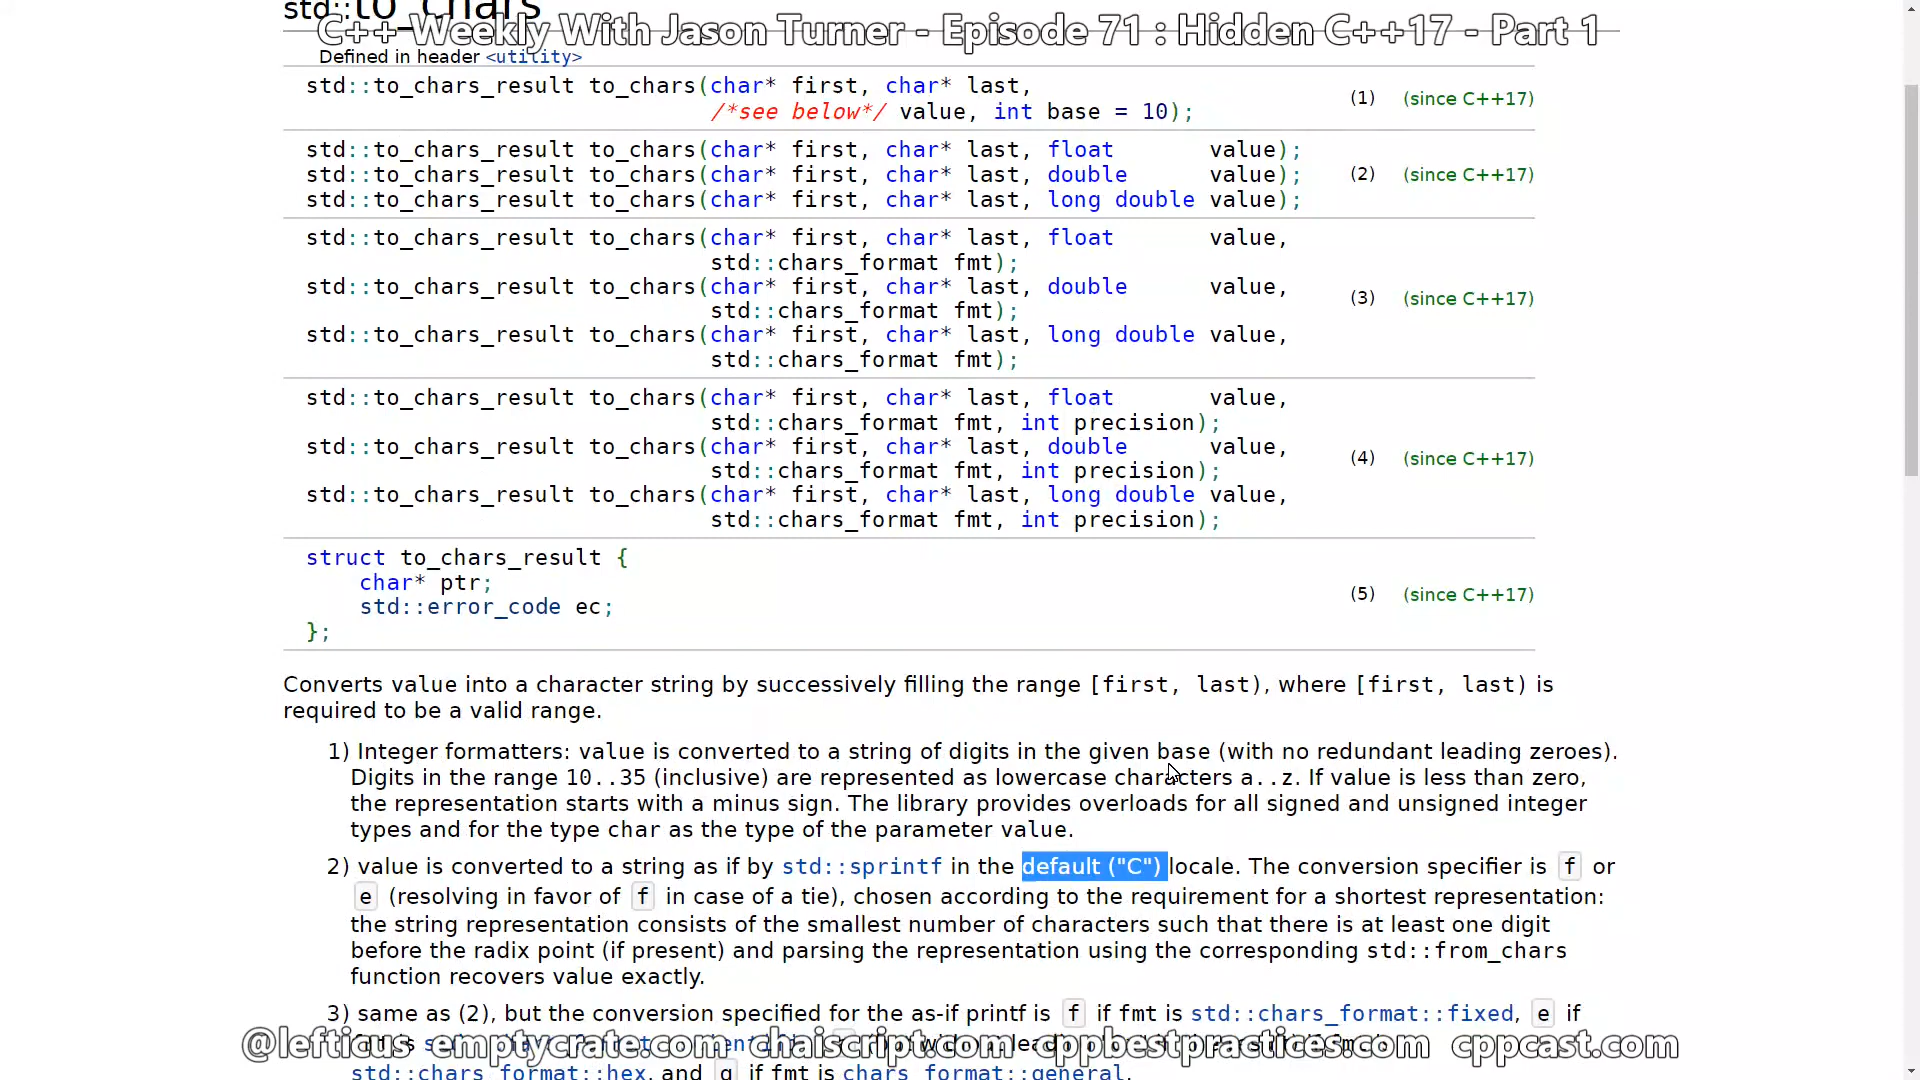 std::to_chars
C++ Weekly With Jason Turner - Episode 71 : Hidden C++17 - Part 1
Defined in header <utility>
std::to_chars_result to_chars(char* first, char* last,
/*see below*/ value, int base = 10);
(1) (since C++17)
std::to_chars_result to_chars(char* first, char* last, float value);
std::to_chars_result to_chars(char* first, char* last, double value);
(2) (since C++17)
std::to_chars_result to_chars(char* first, char* last, long double value);
std::to_chars_result to_chars(char* first, char* last, float value,
std::chars_format fmt);
std::to_chars_result to_chars(char* first, char* last, double value,
(3) (since C++17)
std::chars_format fmt);
std::to_chars_result to_chars(char* first, char* last, long double value,
std::chars_format fmt);
std::to_chars_result to_chars(char* first, char* last, float value,
std::chars_format fmt, int precision);
std::to_chars_result to_chars(char* first, char* last, double value,
(4) (since C++17)
std::chars_format fmt, int precision);
std::to_chars_result to_chars(char* first, char* last, long double value,
std::chars_format fmt, int precision);
struct to_chars_result {
char* ptr;
(5) (since C++17)
std::error_code ec;
};
Converts value into a character string by successively filling the range [first, last), where [first, last) is
required to be a valid range.
1) Integer formatters: value is converted to a string of digits in the given base (with no redundant leading zeroes).
Digits in the range 10..35 (inclusive) are represented as lowercase characters a..z. If value is less than zero,
the representation starts with a minus sign. The library provides overloads for all signed and unsigned integer
types and for the type char as the type of the parameter value.
2) value is converted to a string as if by std::sprintf in the default ("C") locale. The conversion specifier is f or
e (resolving in favor of f in case of a tie), chosen according to the requirement for a shortest representation:
the string representation consists of the smallest number of characters such that there is at least one digit
before the radix point (if present) and parsing the representation using the corresponding std::from_chars
function recovers value exactly.
3) same as (2), but the conversion specified for the as-if printf is f if fmt is std::chars_format::fixed, e if
@lefticus emptycrate.com chaiscript.com cppbestpractices.com cppcast.com
std::chars_format::hex, and g if fmt is chars_format::general.